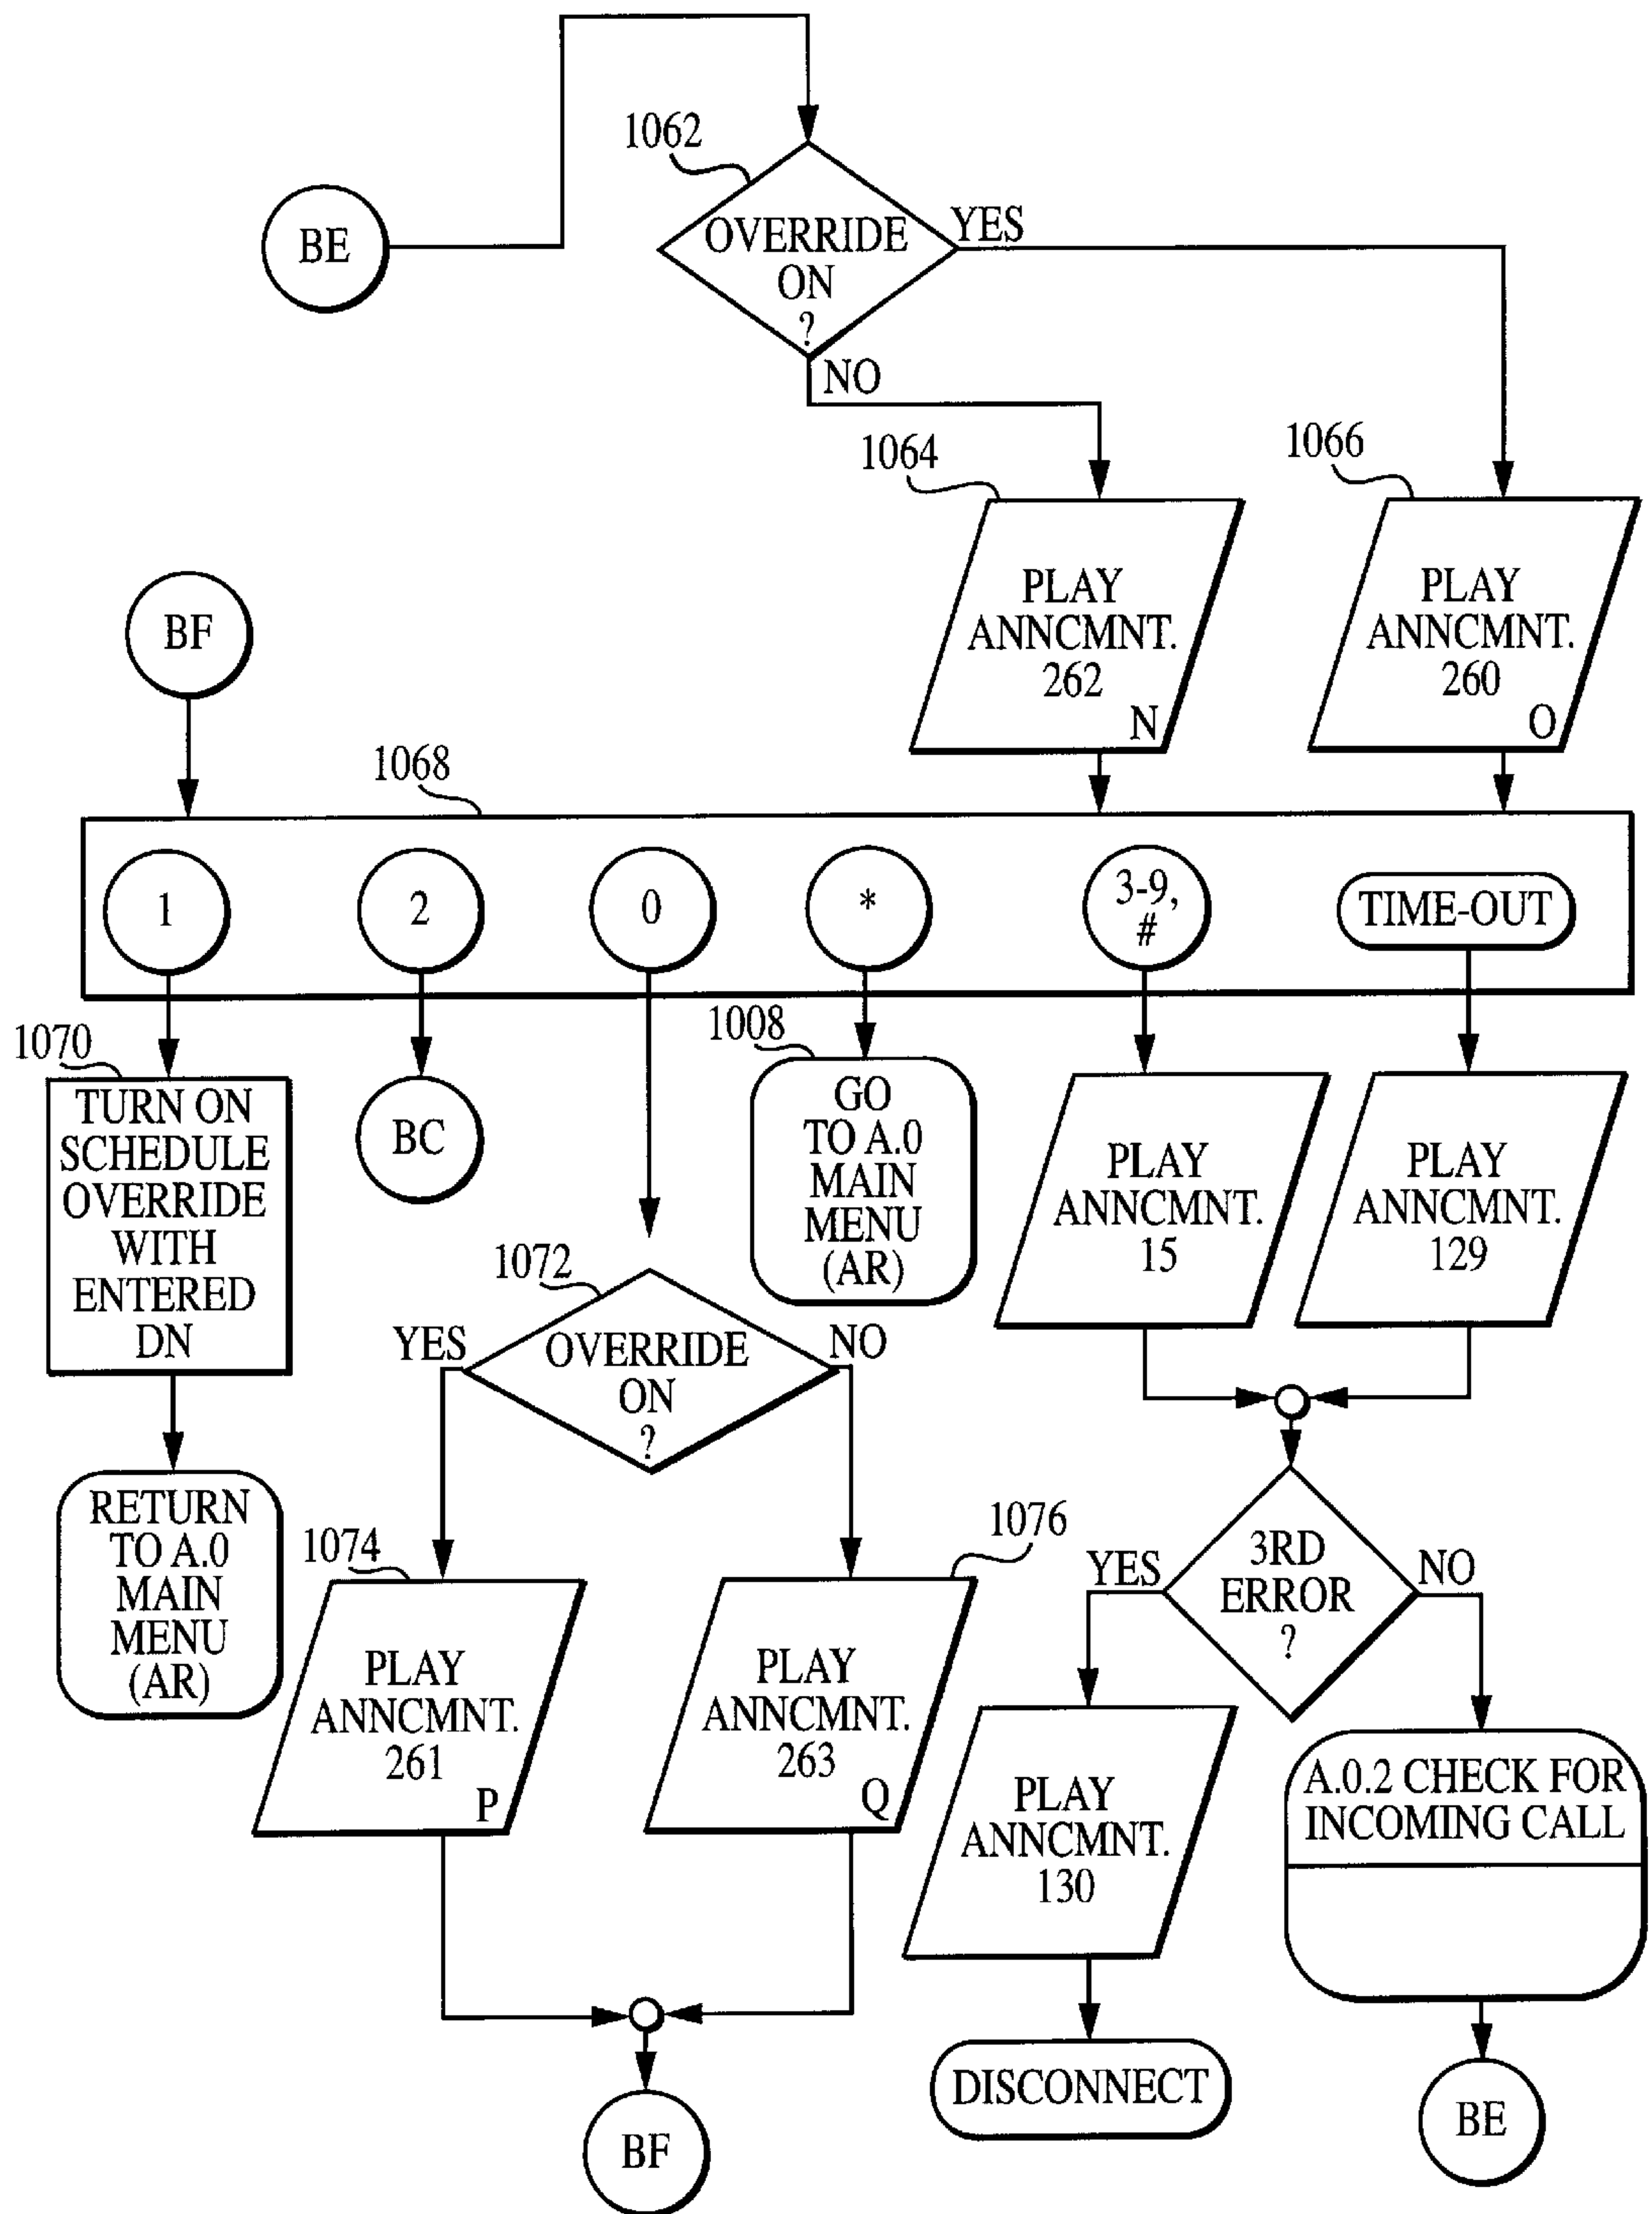 1062
BE
OVERRIDE
ON
?
YES
NO
1064
1066
PLAY
ANNCMNT.
262
N
PLAY
ANNCMNT.
260
O
BF
1068
1
2
0
*
3-9,
#
TIME-OUT
1070
TURN ON
SCHEDULE
OVERRIDE
WITH
ENTERED
DN
BC
1008
GO
TO A.0
MAIN
MENU
(AR)
PLAY
ANNCMNT.
15
PLAY
ANNCMNT.
129
1072
YES
OVERRIDE
ON
?
NO
RETURN
TO A.0
MAIN
MENU
(AR)
1074
PLAY
ANNCMNT.
261
P
1076
PLAY
ANNCMNT.
263
Q
YES
3RD
ERROR
?
NO
PLAY
ANNCMNT.
130
A.0.2 CHECK FOR
INCOMING CALL
DISCONNECT
BF
BE